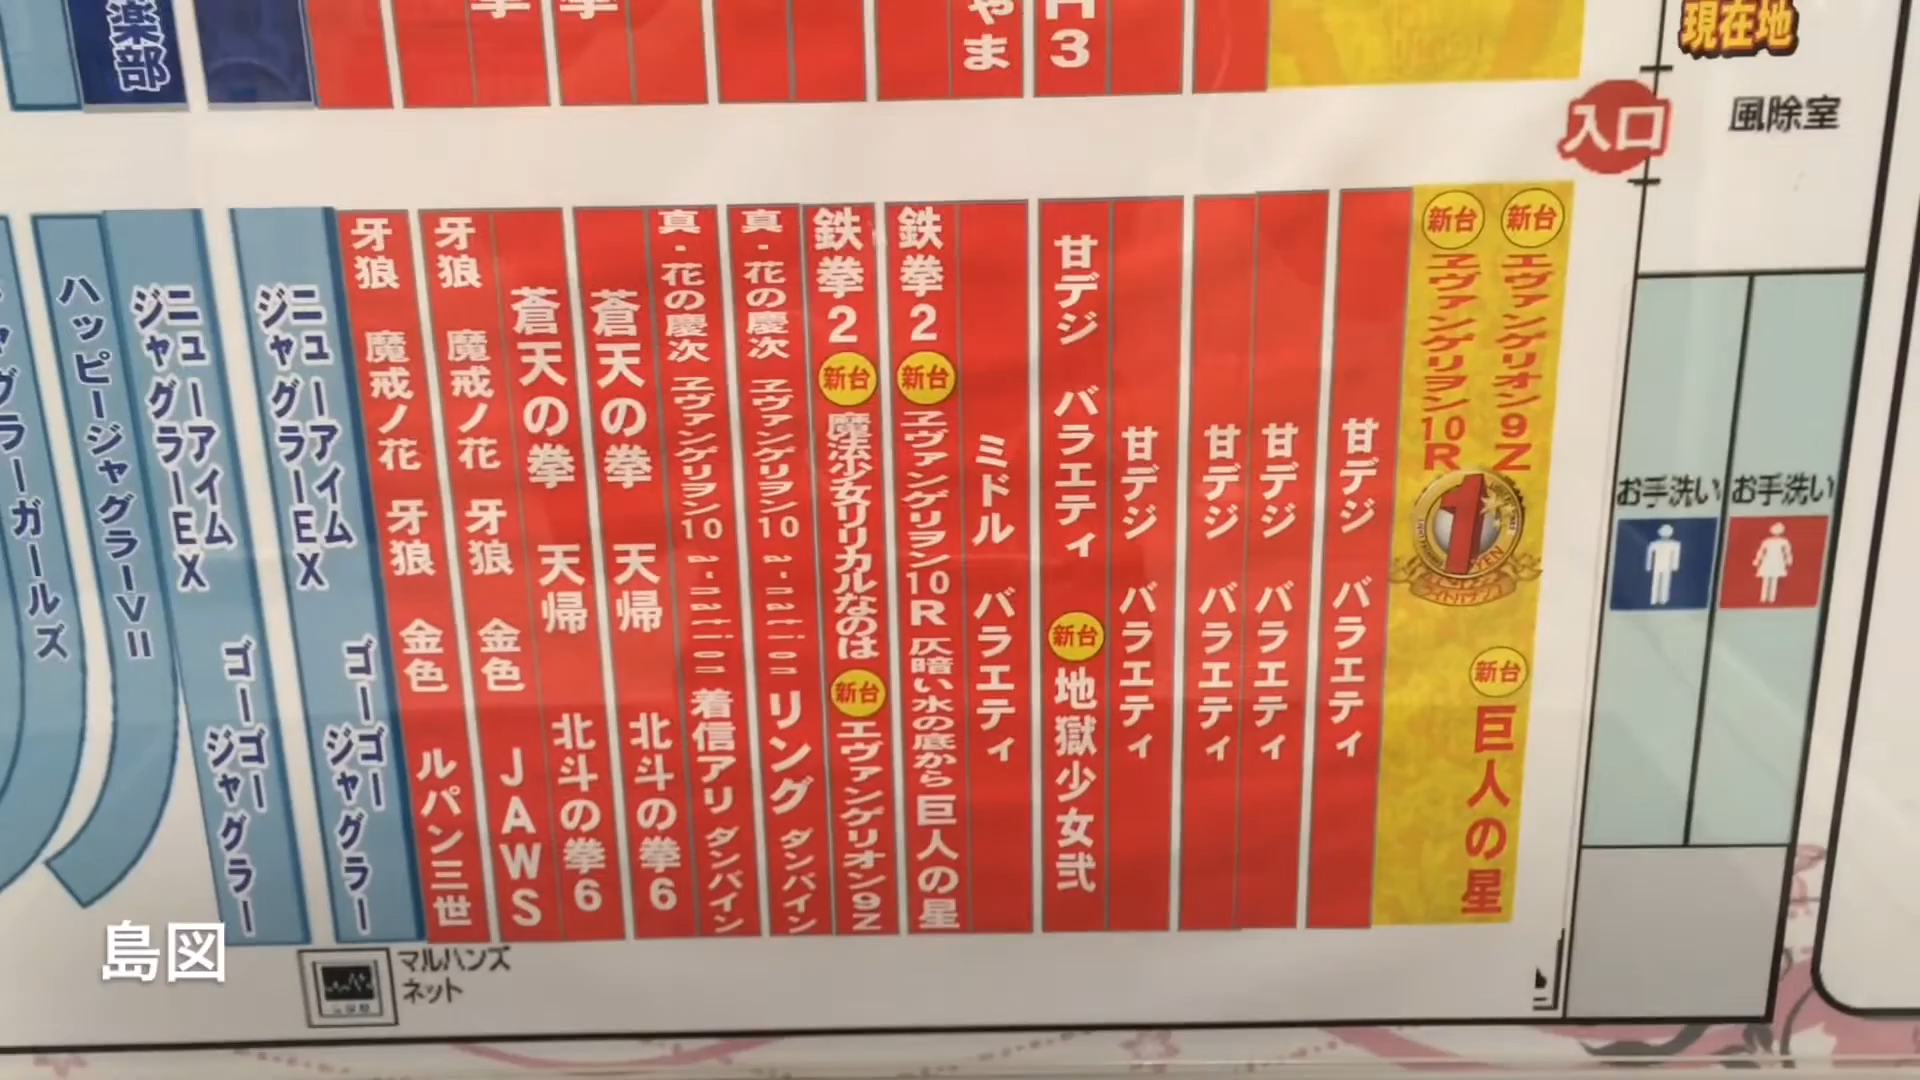 楽部
拳
拳
やま
H3
現在地
入口
風除室
ャグラーガールズ
ハッピージャグラーVⅡ
ニューアイム
ジャグラーEX
ゴーゴー
ジャグラー
ニューアイム
ジャグラーEX
ゴーゴー
ジャグラー
牙狼 魔戒ノ花 牙狼 金色 ルパン三世
牙狼 魔戒ノ花 牙狼 金色 JAWS
蒼天の拳 天帰 北斗の拳6
蒼天の拳 天帰 北斗の拳6
真・花の慶次 ヱヴァンゲリヲン10 着信アリ ダンバイン
真・花の慶次 ヱヴァンゲリヲン10 リング ダンバイン
鉄拳2 新台 魔法少女リリカルなのは 新台 エヴァンゲリオン9Z
鉄拳2 新台 ヱヴァンゲリヲン10R 仄暗い水の底から 巨人の星
ミドル バラエティ
甘デジ バラエティ 新台 地獄少女弐
甘デジ バラエティ
甘デジ バラエティ
甘デジ バラエティ
甘デジ バラエティ
新台 ヱヴァンゲリヲン10R
新台 エヴァンゲリオン9Z
1
YEN
新台 巨人の星
お手洗い
お手洗い
マルハンズ
ネット
島図